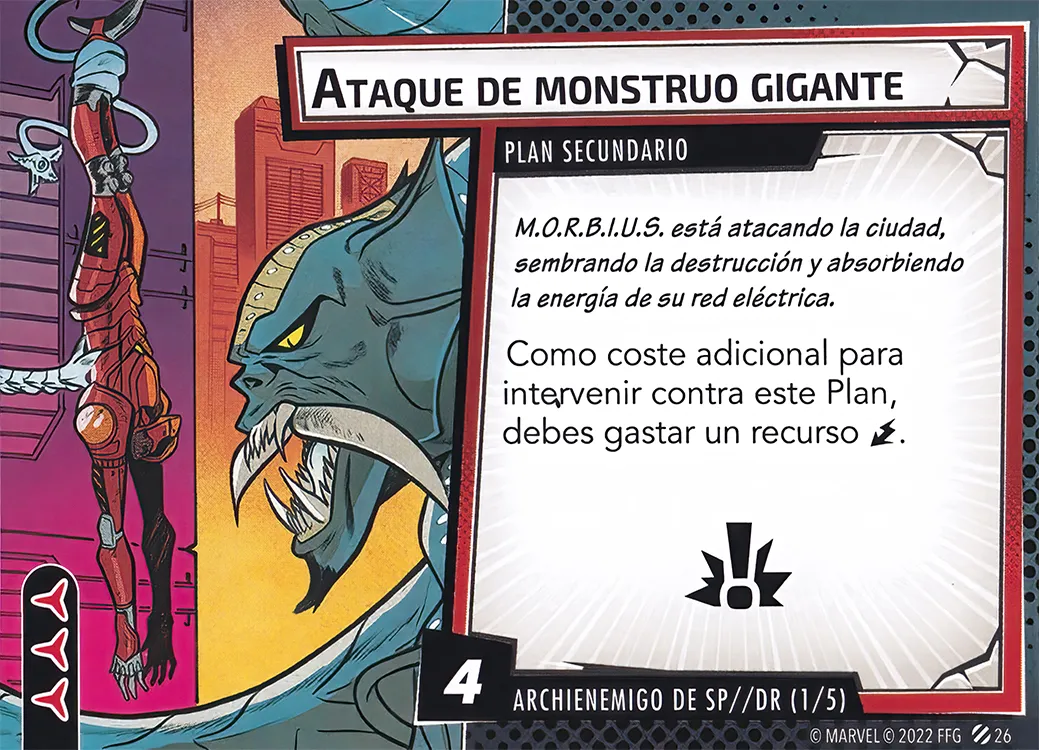 ATAQUE DE MONSTRUO GIGANTE
PLAN SECUNDARIO
M.O.R.B.I.U.S. está atacando la ciudad,
sembrando la destrucción y absorbiendo
la energía de su red eléctrica.
Como coste adicional para
intervenir contra este Plan,
debes gastar un recurso .
4
ARCHIENEMIGO DE SP//DR (1/5)
© MARVEL © 2022 FFG 26